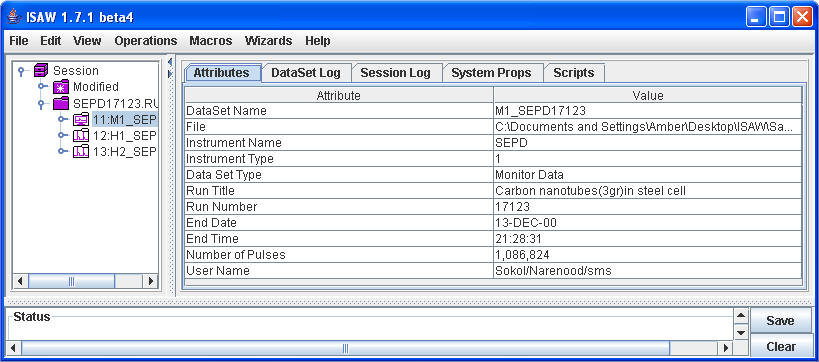 ISAW 1.7.1 beta4
File Edit View Operations Macros Wizards Help
Session
Modified
SEPD17123.RU
11:M1_SEP
12:H1_SEP
13:H2_SEP
Attributes DataSet Log Session Log System Props Scripts
Attribute Value
DataSet Name M1_SEPD17123
File C:\Documents and Settings\Amber\Desktop\ISAW\Sa...
Instrument Name SEPD
Instrument Type 1
Data Set Type Monitor Data
Run Title Carbon nanotubes(3gr)in steel cell
Run Number 17123
End Date 13-DEC-00
End Time 21:28:31
Number of Pulses 1,086,824
User Name Sokol/Narenood/sms
Status
Save
Clear